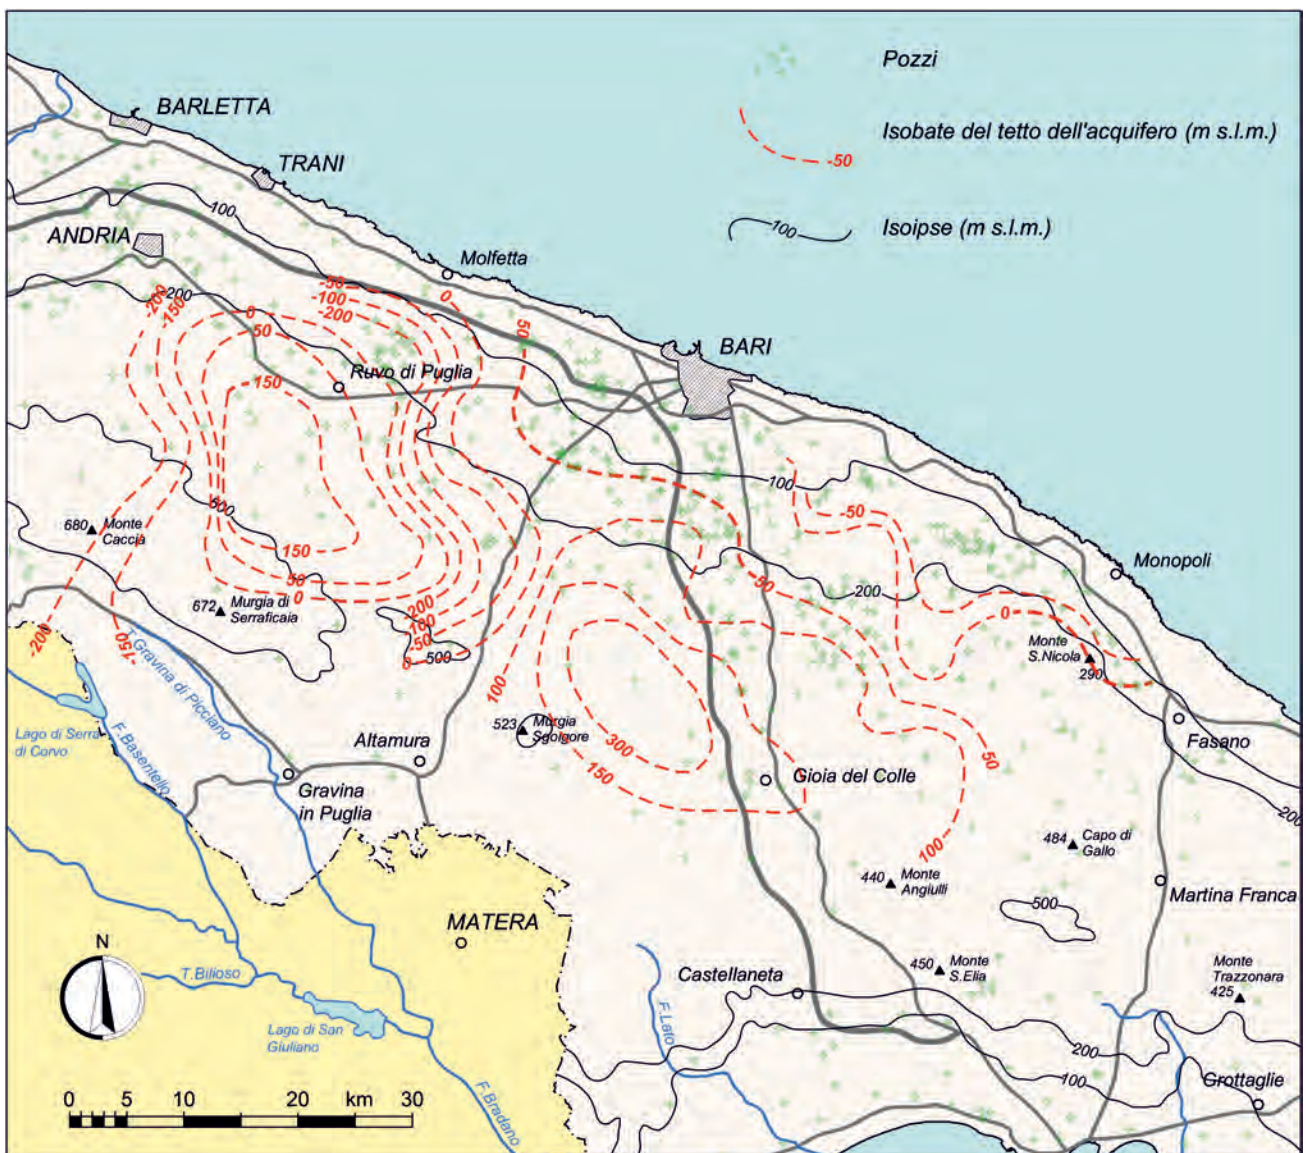 Pozzi
Isobate del tetto dell'acquifero (m s.l.m.)
-50
Isoipse (m s.l.m.)
100
BARLETTA
TRANI
100
ANDRIA
Molfetta
-200
-150
200
0
50
-50
-100
-200
200
0
50
BARI
150
Ruvo di Puglia
100
-50
500
680
Monte
Caccia
150
50
0
Monopoli
200
50
672
Murgia di
Serraficaia
200
100
-50
0
500
0
Monte
S.Nicola
290
-200
-150
T.Gravina di Picciano
100
Lago di Serra
di Corvo
F.Basentello
Altamura
523
Murgia
Sgolgore
300
150
50
Fasano
Gravina
in Puglia
Gioia del Colle
200
100
484
Capo di
Gallo
440
Monte
Angiulli
Martina Franca
500
MATERA
N
T.Bilioso
Castellaneta
450
Monte
S.Elia
Monte
Trazzonara
425
F.Lato
Lago di San
Giuliano
200
100
Grottaglie
F.Bradano
0 5 10 20 km 30